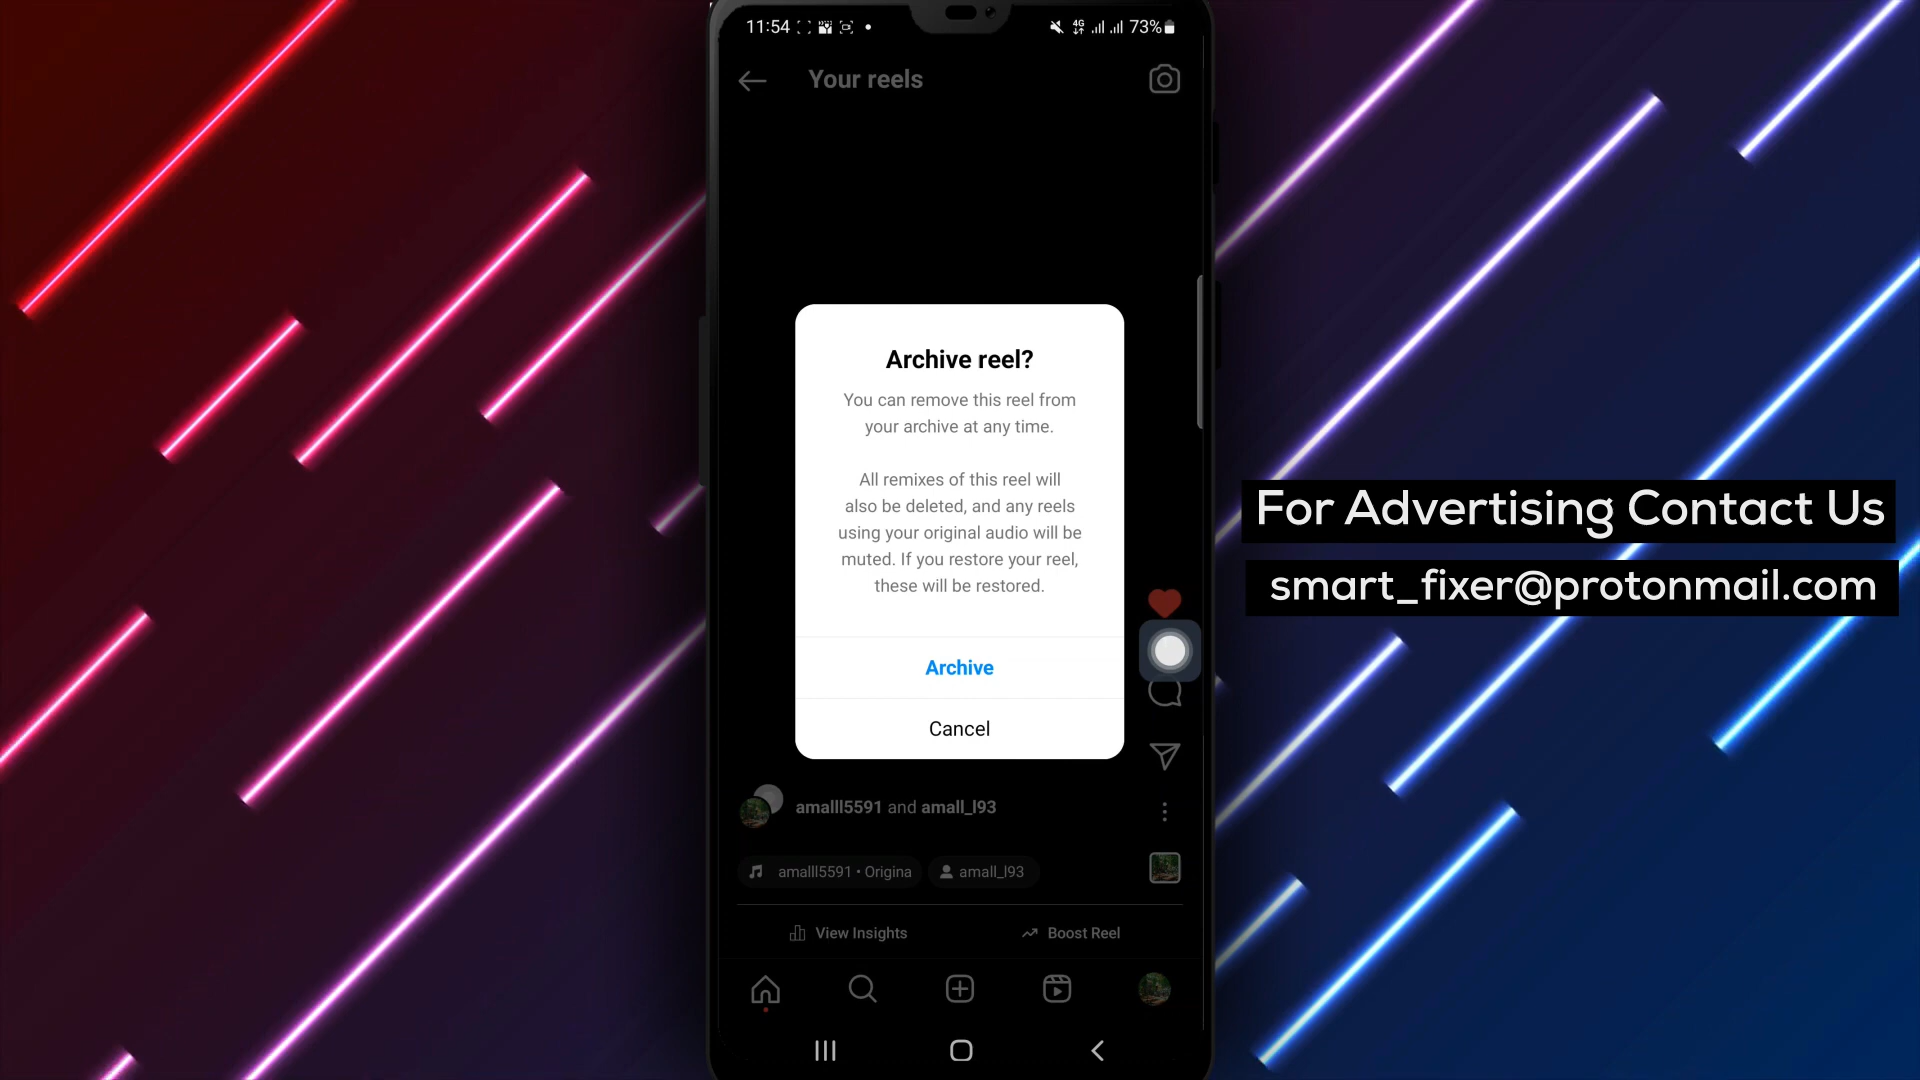 11:54
4G
73%
Your reels
Archive reel?
You can remove this reel from
your archive at any time.
All remixes of this reel will
also be deleted, and any reels
using your original audio will be
muted. If you restore your reel,
these will be restored.
Archive
Cancel
For Advertising Contact Us
smart_fixer@protonmail.com
amalll5591 and amall_l93
amalll5591 • Origina
amall_l93
View Insights
Boost Reel